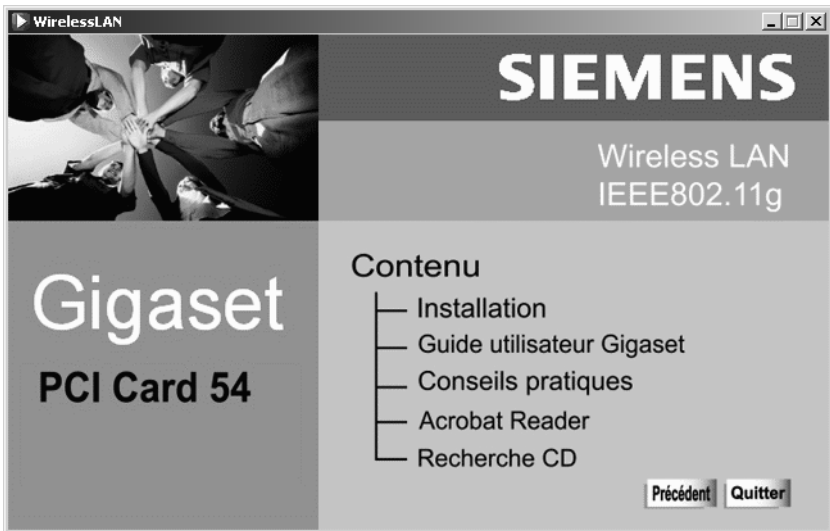 WirelessLAN
SIEMENS
Wireless LAN
IEEE802.11g
Gigaset
PCI Card 54
Contenu
Installation
Guide utilisateur Gigaset
Conseils pratiques
Acrobat Reader
Recherche CD
Précédent Quitter